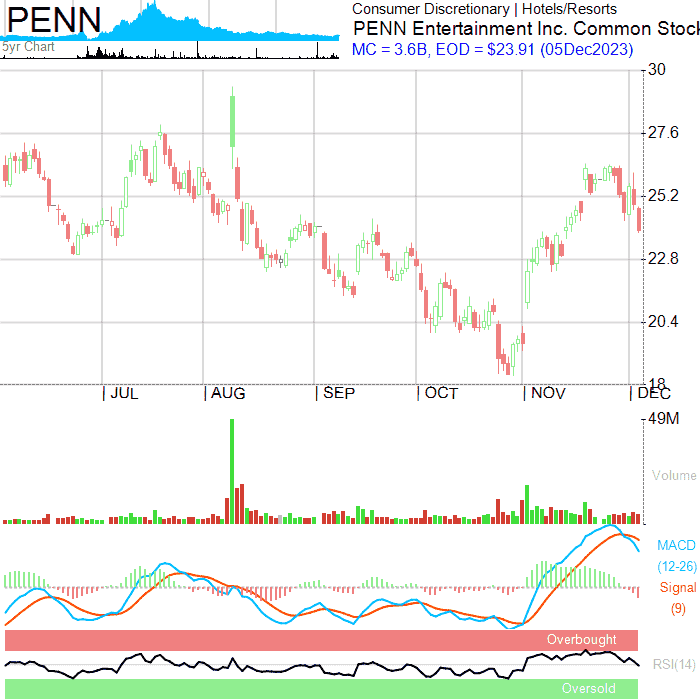 PENN
5yr Chart
Consumer Discretionary | Hotels/Resorts
PENN Entertainment Inc. Common Stock
MC = 3.6B, EOD = $23.91 (05Dec2023)
30
27.6
25.2
22.8
20.4
18
| JUL | AUG | SEP | OCT | NOV | DEC
49M
Volume
MACD
(12-26)
Signal
(9)
Overbought
RSI(14)
Oversold